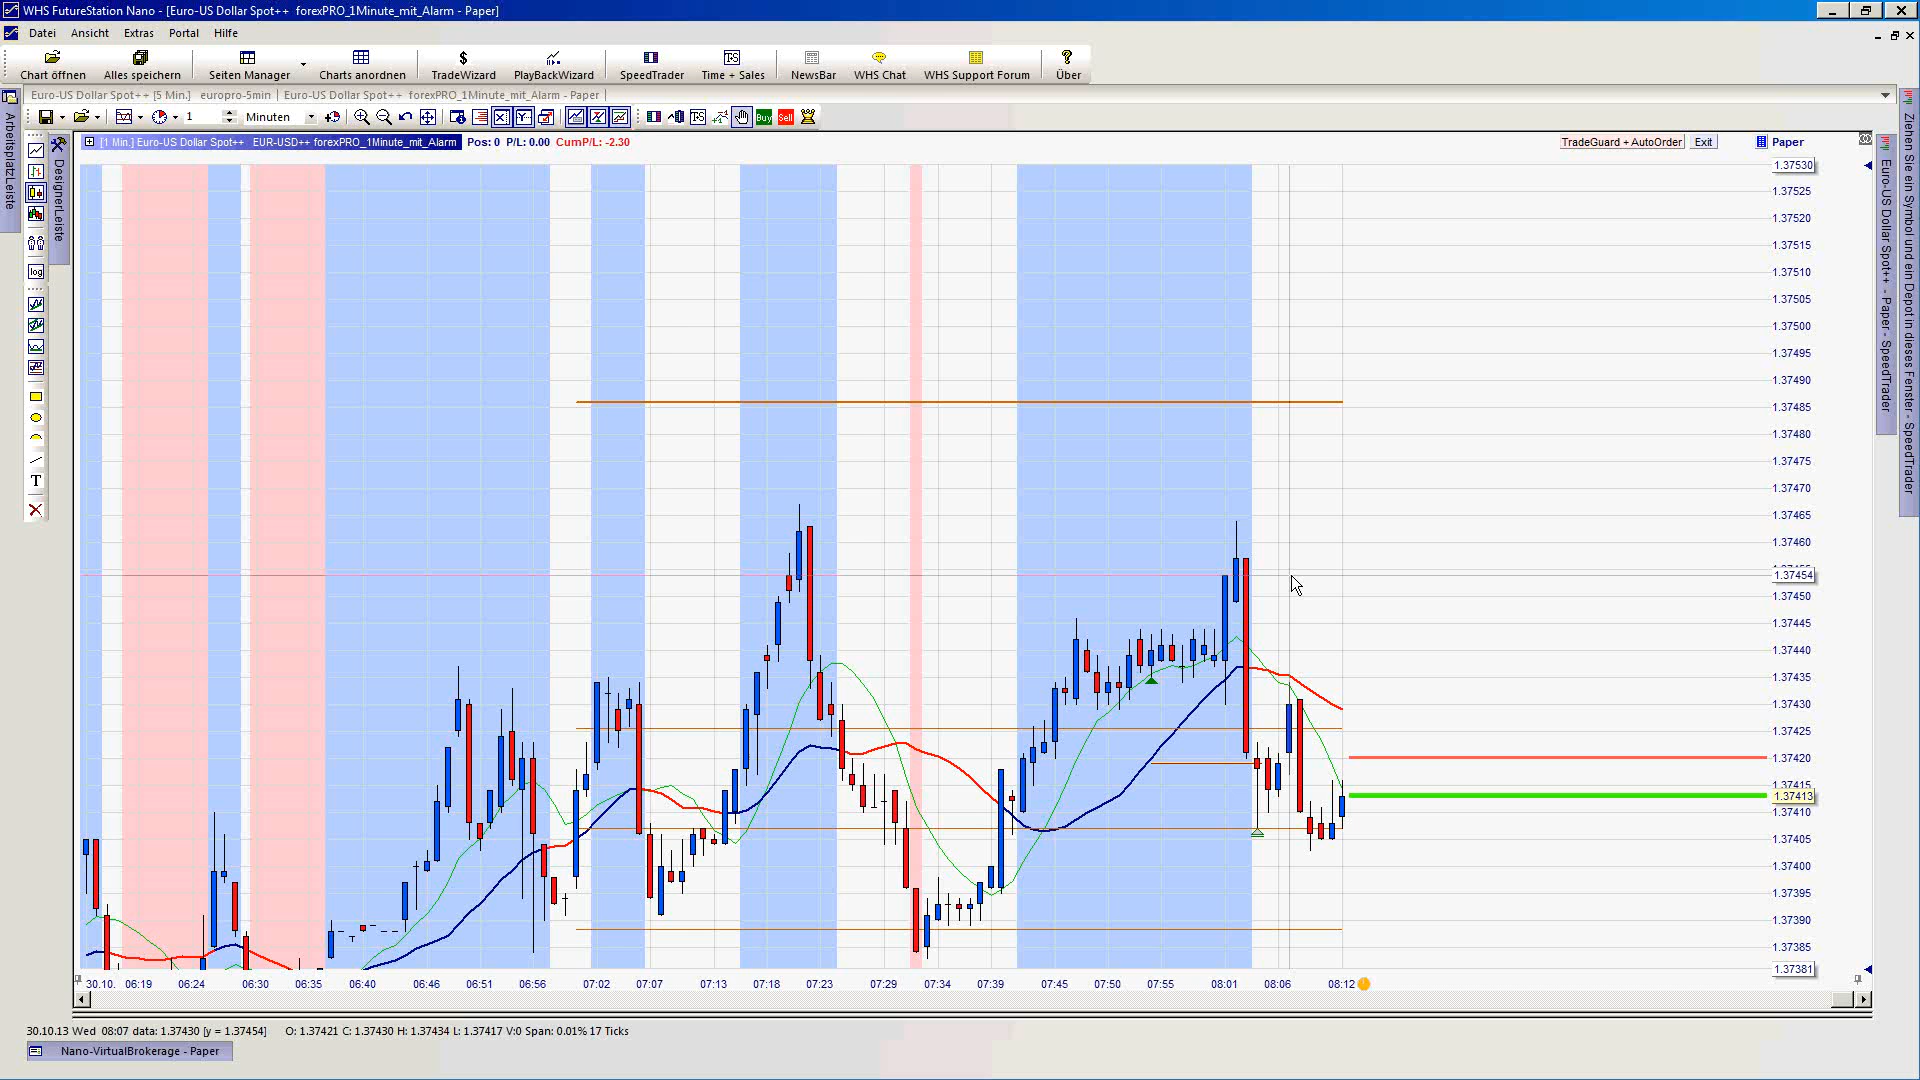 WHS FutureStation Nano - [Euro-US Dollar Spot++ forexPRO_1Minute_mit_Alarm - Paper]
Datei Ansicht Extras Portal Hilfe
Chart öffnen Alles speichern Seiten Manager Charts anordnen TradeWizard PlayBackWizard SpeedTrader Time + Sales NewsBar WHS Chat WHS Support Forum Über
Euro-US Dollar Spot++ [5 Min.] europro-5min Euro-US Dollar Spot++ forexPRO_1Minute_mit_Alarm - Paper
1 Minuten Buy Sell
[1 Min.] Euro-US Dollar Spot++ EUR-USD++ forexPRO_1Minute_mit_Alarm Pos: 0 P/L: 0.00 CumP/L: -2.30 TradeGuard + AutoOrder Exit Paper
ArbeitsplatzLeiste
DesignerLeiste
log
T
1.37530
1.37525
1.37520
1.37515
1.37510
1.37505
1.37500
1.37495
1.37490
1.37485
1.37480
1.37475
1.37470
1.37465
1.37460
1.37454
1.37450
1.37445
1.37440
1.37435
1.37430
1.37425
1.37420
1.37415
1.37413
1.37410
1.37405
1.37400
1.37395
1.37390
1.37385
1.37381
Euro-US Dollar Spot++ - Paper - SpeedTrader
Ziehen Sie ein Symbol und ein Depot in dieses Fenster - SpeedTrader
30.10. 06:19 06:24 06:30 06:35 06:40 06:46 06:51 06:56 07:02 07:07 07:13 07:18 07:23 07:29 07:34 07:39 07:45 07:50 07:55 08:01 08:06 08:12
30.10.13 Wed 08:07 data: 1.37430 [y = 1.37454] O: 1.37421 C: 1.37430 H: 1.37434 L: 1.37417 V:0 Span: 0.01% 17 Ticks
Nano-VirtualBrokerage - Paper